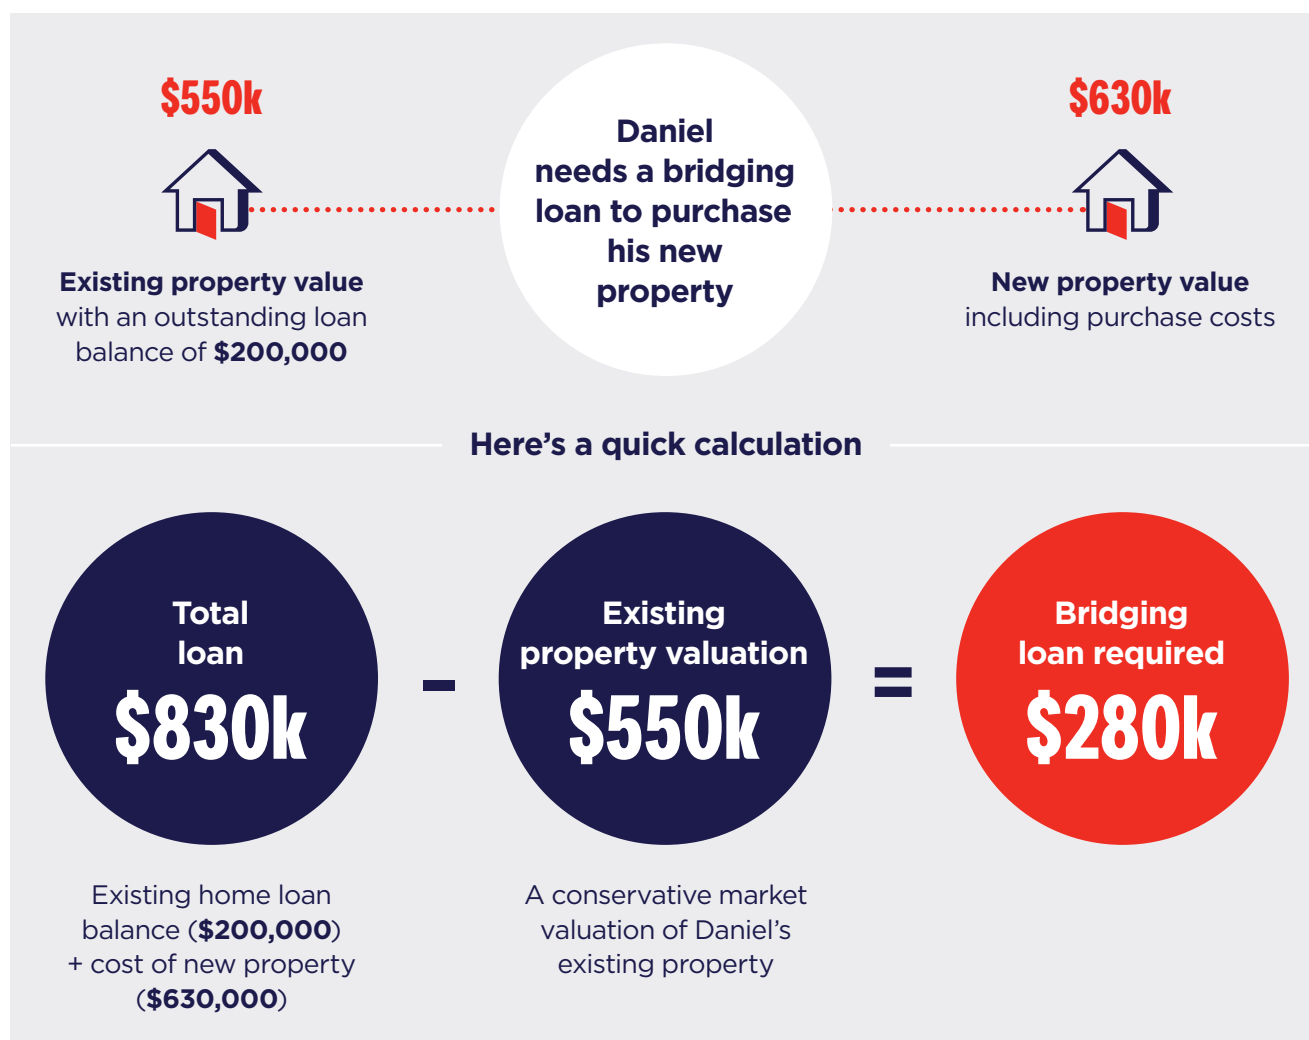 $550k
Existing property value
with an outstanding loan
balance of $200,000
Daniel
needs a bridging
loan to purchase
his new
property
$630k
New property value
including purchase costs
Here’s a quick calculation
Total
loan
$830k
Existing home loan
balance ($200,000)
+ cost of new property
($630,000)
-
Existing
property valuation
$550k
A conservative market
valuation of Daniel’s
existing property
=
Bridging
loan required
$280k